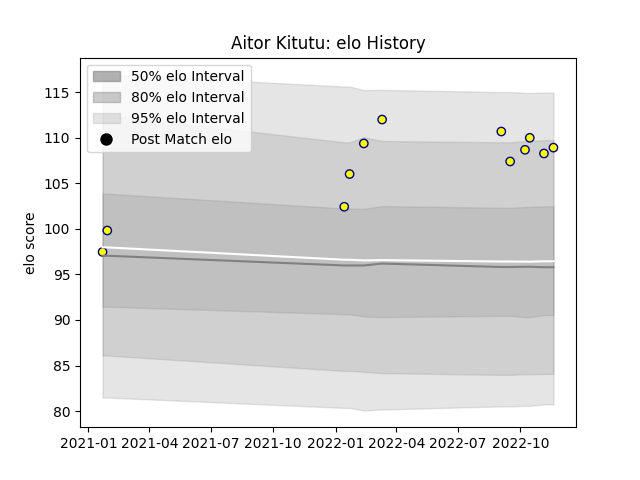 Aitor Kitutu: elo History
50% elo Interval
80% elo Interval
95% elo Interval
Post Match elo
elo score
115
110
105
100
95
90
85
80
2021-01 2021-04 2021-07 2021-10 2022-01 2022-04 2022-07 2022-10